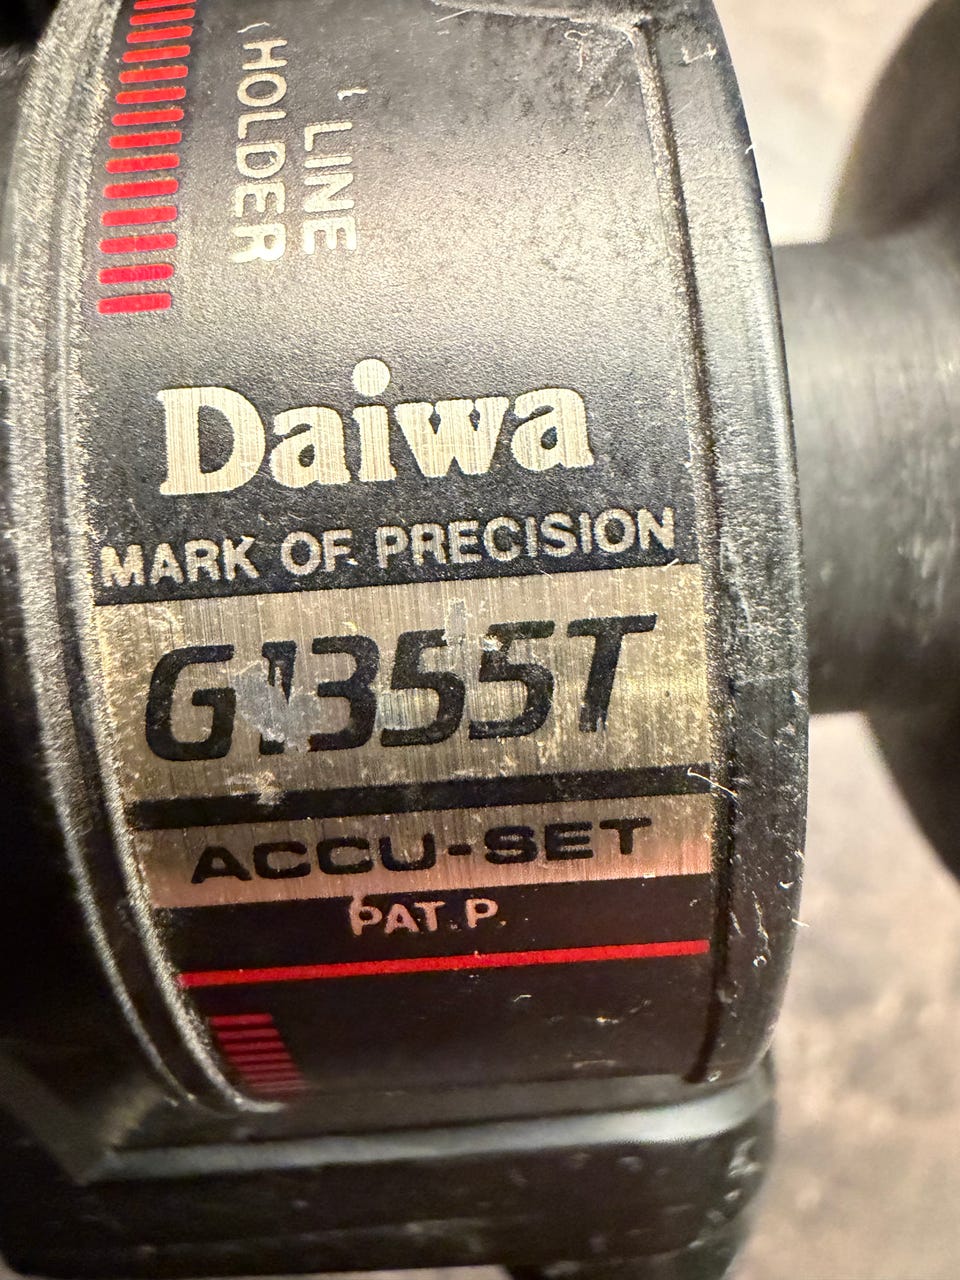 LINE
HOLDER
Daiwa
MARK OF PRECISION
G1355T
ACCU-SET
PAT.P.